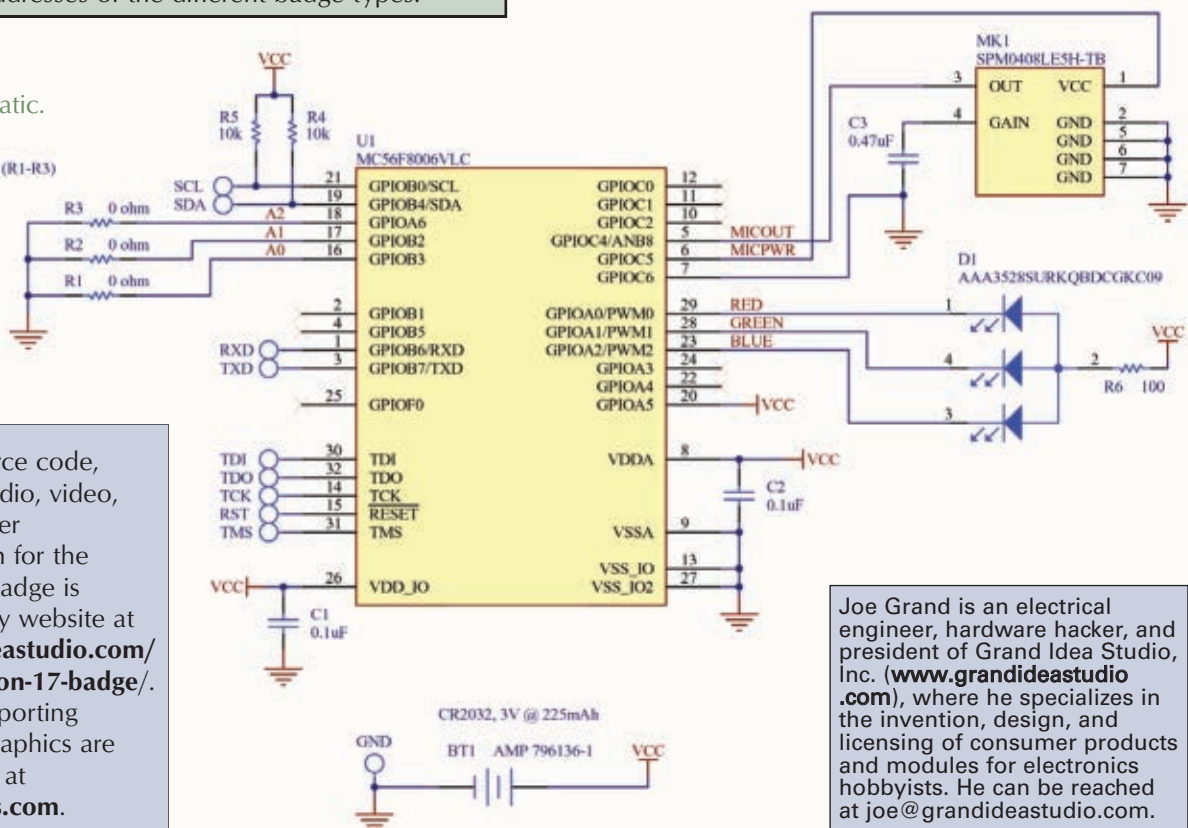 addresses of the different badge types.
atic.
(R1-R3)
VCC
R5
10k
R4
10k
U1
MC56F8006VLC
SCL
SDA
R3 0 ohm
R2 0 ohm
R1 0 ohm
A2
A1
A0
21 GPIOB0/SCL
19 GPIOB4/SDA
18 GPIOA6
17 GPIOB2
16 GPIOB3
2 GPIOB1
4 GPIOB5
RXD 1 GPIOB6/RXD
TXD 3 GPIOB7/TXD
25 GPIOF0
TDI 30 TDI
TDO 32 TDO
TCK 14 TCK
RST 15 RESET
TMS 31 TMS
VCC 26 VDD_IO
C1
0.1uF
GPIOC0 12
GPIOC1 11
GPIOC2 10
GPIOC4/ANB8 5 MICOUT
GPIOC5 6 MICPWR
GPIOC6 7
GPIOA0/PWM0 29 RED
GPIOA1/PWM1 28 GREEN
GPIOA2/PWM2 23 BLUE
GPIOA3 24
GPIOA4 22
GPIOA5 20 VCC
VDDA 8 VCC
C2
0.1uF
VSSA 9
VSS_IO 13
VSS_IO2 27
MK1
SPM0408LE5H-TB
3 OUT VCC 1
4 GAIN GND 2
GND 5
GND 6
GND 7
C3
0.47uF
D1
AAA3528SURKQBDCGKC09
1
4
3
2
R6 100
VCC
CR2032, 3V @ 225mAh
GND
BT1 AMP 796136-1 VCC
rce code,
dio, video,
er
n for the
adge is
y website at
eastudio.com/
on-17-badge/.
porting
raphics are
at
s.com.
Joe Grand is an electrical
engineer, hardware hacker, and
president of Grand Idea Studio,
Inc. (www.grandideastudio
.com), where he specializes in
the invention, design, and
licensing of consumer products
and modules for electronics
hobbyists. He can be reached
at joe@grandideastudio.com.